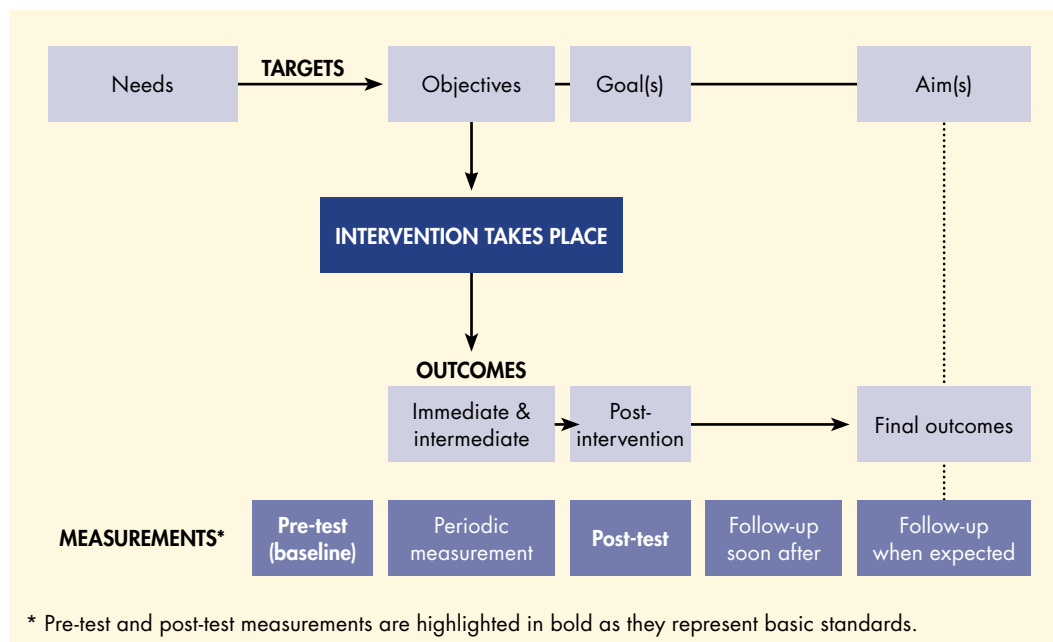 TARGETS
Needs
Objectives
Goal(s)
Aim(s)
INTERVENTION TAKES PLACE
OUTCOMES
Immediate &
intermediate
Post-
intervention
Final outcomes
MEASUREMENTS*
Pre-test
(baseline)
Periodic
measurement
Post-test
Follow-up
soon after
Follow-up
when expected
* Pre-test and post-test measurements are highlighted in bold as they represent basic standards.